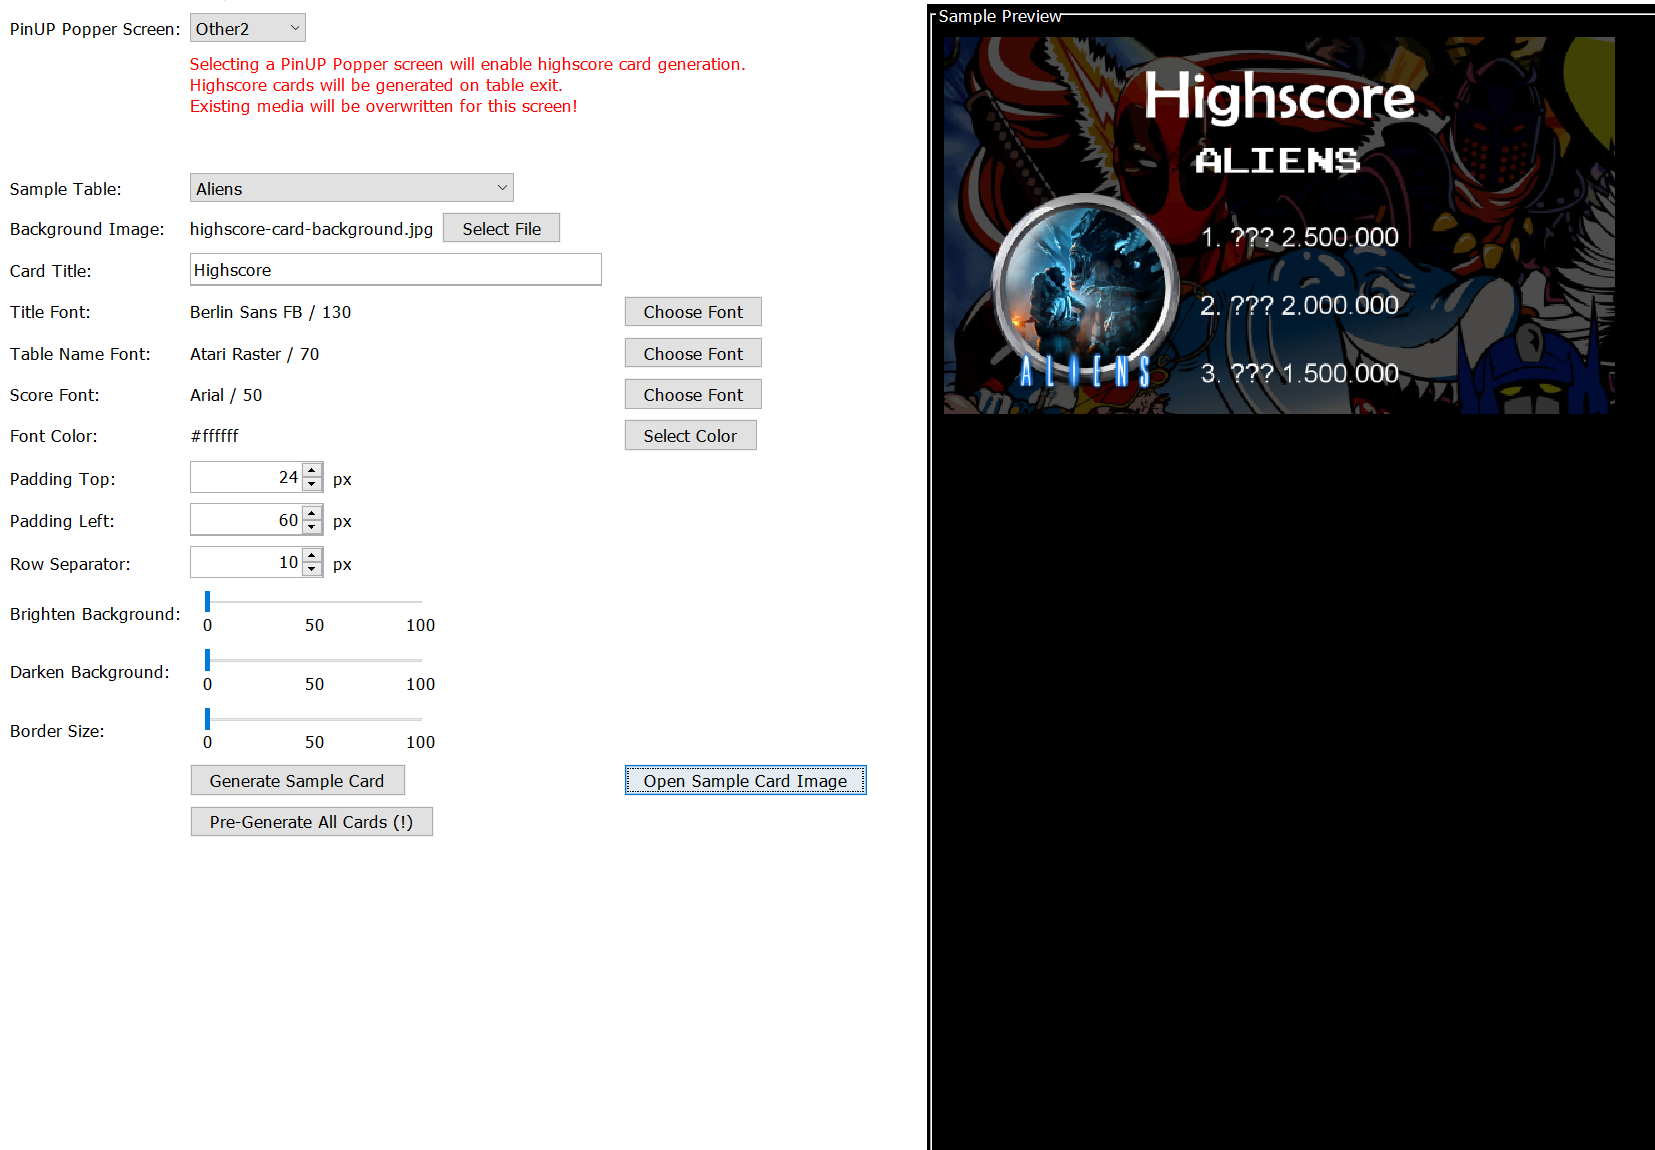 PinUP Popper Screen: Other2
Selecting a PinUP Popper screen will enable highscore card generation.
Highscore cards will be generated on table exit.
Existing media will be overwritten for this screen!
Sample Table: Aliens
Background Image: highscore-card-background.jpg Select File
Card Title: Highscore
Title Font: Berlin Sans FB / 130 Choose Font
Table Name Font: Atari Raster / 70 Choose Font
Score Font: Arial / 50 Choose Font
Font Color: #ffffff Select Color
Padding Top: 24 px
Padding Left: 60 px
Row Separator: 10 px
Brighten Background:
0 50 100
Darken Background:
0 50 100
Border Size:
0 50 100
Generate Sample Card Open Sample Card Image
Pre-Generate All Cards (!)
Sample Preview
Highscore
ALIENS
1. ??? 2.500.000
2. ??? 2.000.000
3. ??? 1.500.000
ALIENS